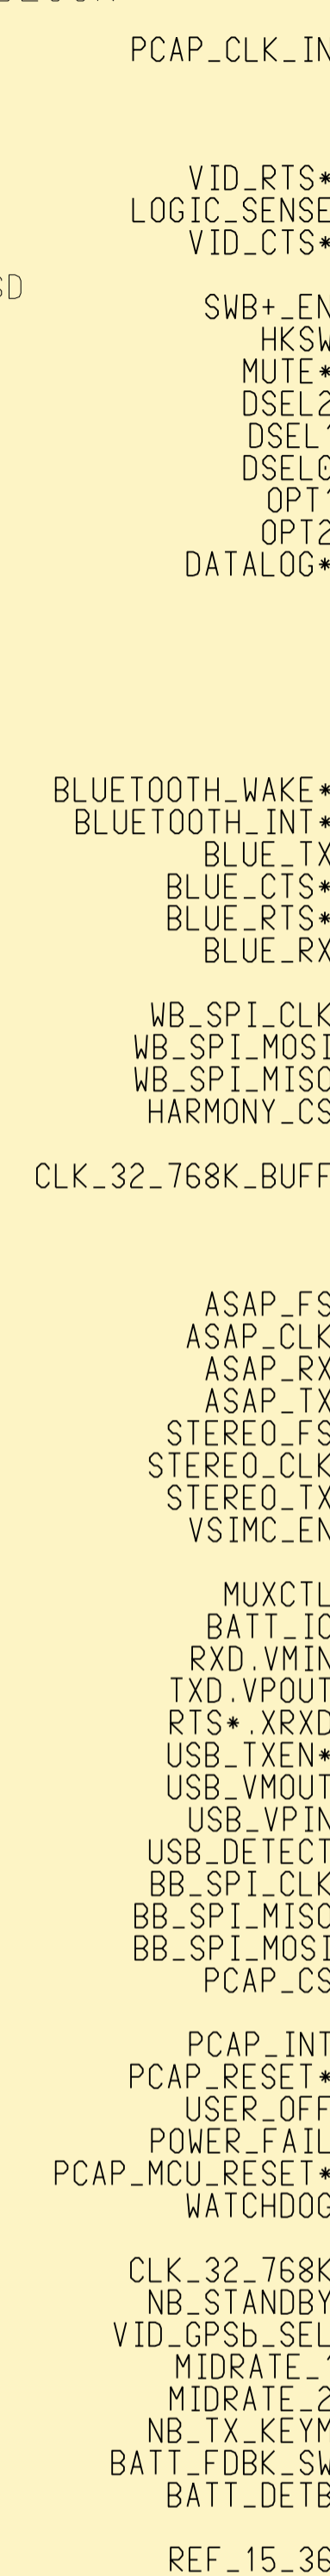 PCAP_CLK_IN
VID_RTS*
LOGIC_SENSE
VID_CTS*
SD
SWB+_EN
HKSW
MUTE*
DSEL2
DSEL1
DSEL0
OPT1
OPT2
DATALOG*
BLUETOOTH_WAKE*
BLUETOOTH_INT*
BLUE_TX
BLUE_CTS*
BLUE_RTS*
BLUE_RX
WB_SPI_CLK
WB_SPI_MOSI
WB_SPI_MISO
HARMONY_CS
CLK_32_768K_BUFF
ASAP_FS
ASAP_CLK
ASAP_RX
ASAP_TX
STEREO_FS
STEREO_CLK
STEREO_TX
VSIMC_EN
MUXCTL
BATT_IO
RXD.VMIN
TXD.VPOUT
RTS*.XRXD
USB_TXEN*
USB_VMOUT
USB_VPIN
USB_DETECT
BB_SPI_CLK
BB_SPI_MISO
BB_SPI_MOSI
PCAP_CS
PCAP_INT
PCAP_RESET*
USER_OFF
POWER_FAIL
PCAP_MCU_RESET*
WATCHDOG
CLK_32_768K
NB_STANDBY
VID_GPSb_SEL
MIDRATE_1
MIDRATE_2
NB_TX_KEYM
BATT_FDBK_SW
BATT_DETB
REF_15_36